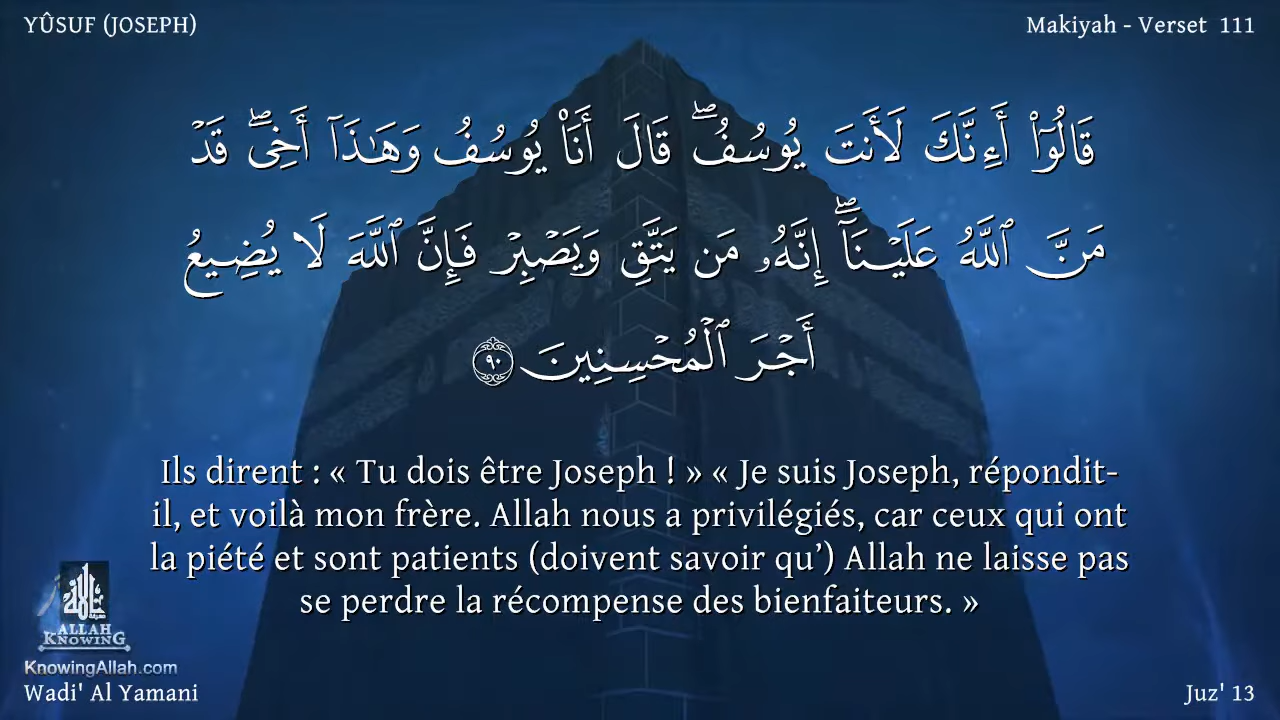 YÛSUF (JOSEPH)
Makiyah - Verset 111
قَالُوٓا۟ أَءِنَّكَ لَأَنتَ يُوسُفُ ۖ قَالَ أَنَا۠ يُوسُفُ وَهَـٰذَآ أَخِى ۖ قَدْ
مَنَّ ٱللَّهُ عَلَيْنَآ ۖ إِنَّهُۥ مَن يَتَّقِ وَيَصْبِرْ فَإِنَّ ٱللَّهَ لَا يُضِيعُ
أَجْرَ ٱلْمُحْسِنِينَ ٩٠
Ils dirent : « Tu dois être Joseph ! » « Je suis Joseph, répondit-
il, et voilà mon frère. Allah nous a privilégiés, car ceux qui ont
la piété et sont patients (doivent savoir qu’) Allah ne laisse pas
se perdre la récompense des bienfaiteurs. »
ALLAH
KNOWING
KnowingAllah.com
Wadi' Al Yamani
Juz' 13